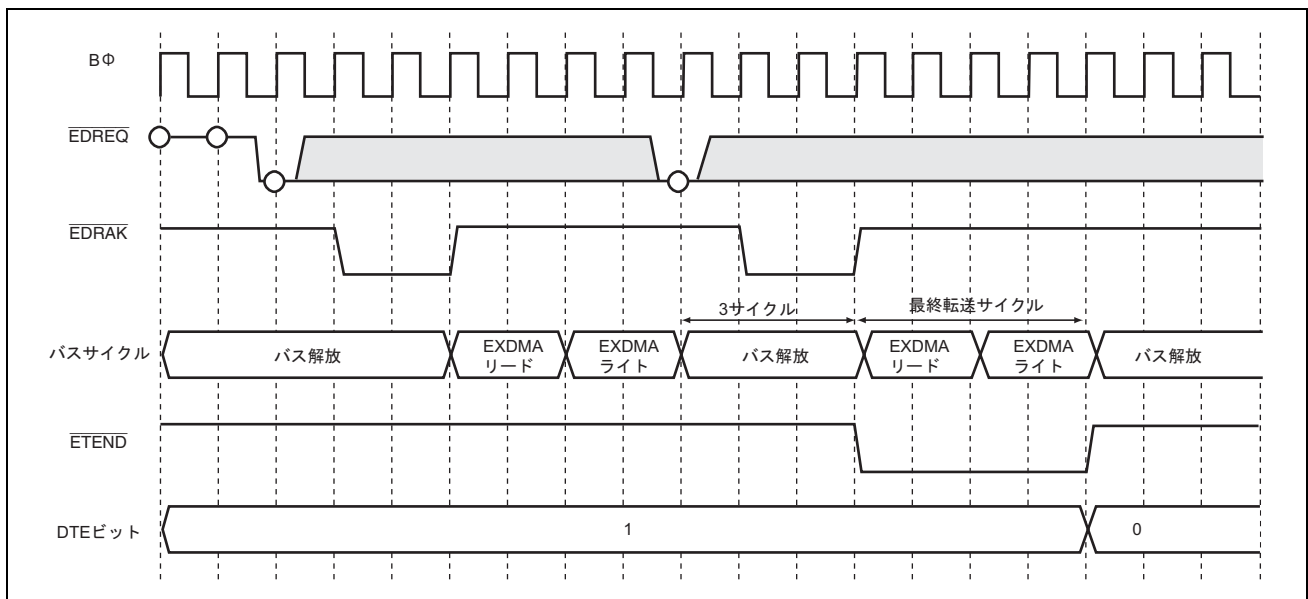 BΦ
EDREQ
EDRAK
3サイクル
最終転送サイクル
バスサイクル
バス解放
EXDMA
リード
EXDMA
ライト
バス解放
EXDMA
リード
EXDMA
ライト
バス解放
ETEND
DTEビット
1
0